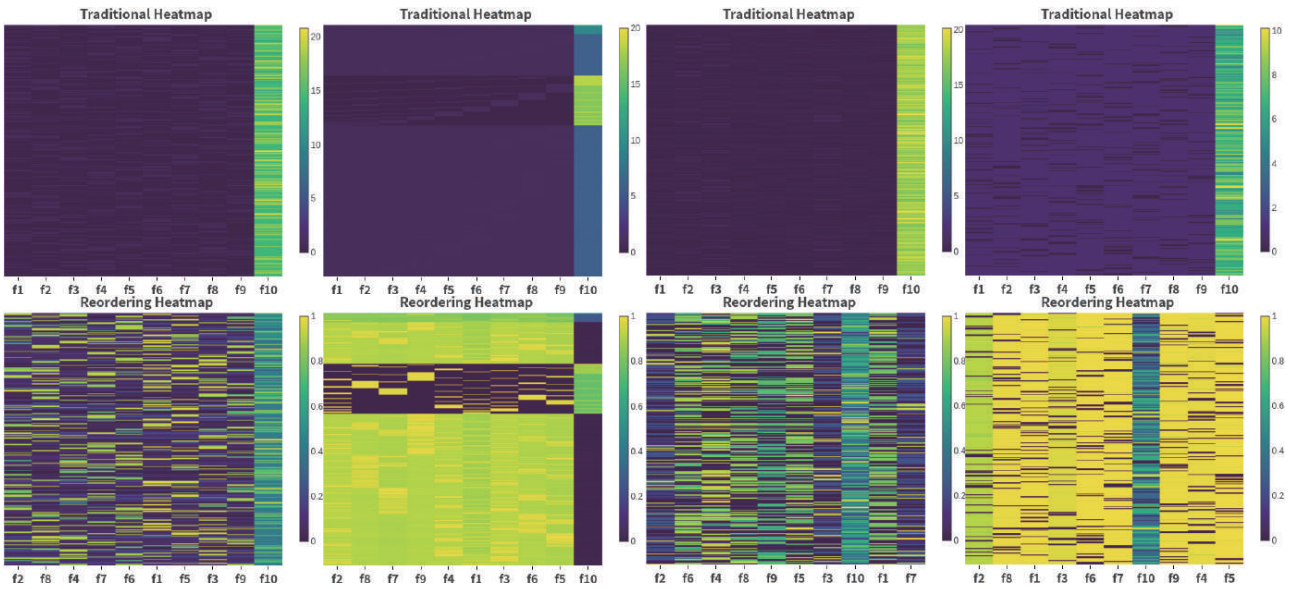 Traditional Heatmap Traditional Heatmap Traditional Heatmap Traditional Heatmap
20 20 20 10
15 15 15 8
6
10 10 10
4
5 5 5
2
0 0 0 0
f1 f2 f3 f4 f5 f6 f7 f8 f9 f10 f1 f2 f3 f4 f5 f6 f7 f8 f9 f10 f1 f2 f3 f4 f5 f6 f7 f8 f9 f10 f1 f2 f3 f4 f5 f6 f7 f8 f9 f10
Reordering Heatmap Reordering Heatmap Reordering Heatmap Reordering Heatmap
1 1 1 1
0.8 0.8 0.8 0.8
0.6 0.6 0.6 0.6
0.4 0.4 0.4 0.4
0.2 0.2 0.2 0.2
0 0 0 0
f2 f8 f4 f7 f6 f1 f5 f3 f9 f10 f2 f8 f7 f9 f4 f1 f3 f6 f5 f10 f2 f6 f4 f8 f9 f5 f3 f10 f1 f7 f2 f8 f1 f3 f6 f7 f10 f9 f4 f5